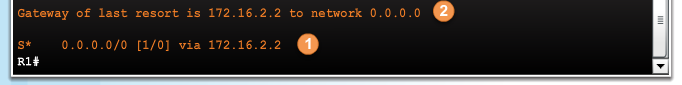 Gateway of last resort is 172.16.2.2 to network 0.0.0.0 2
S* 0.0.0.0/0 [1/0] via 172.16.2.2 1
R1#